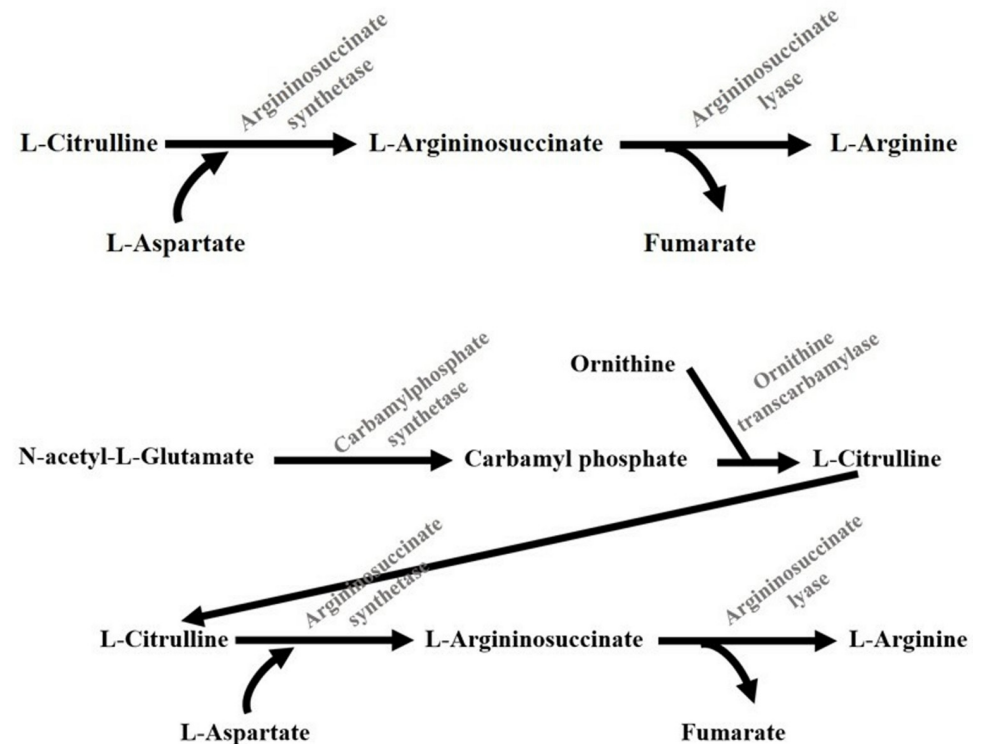 Argininosuccinate
synthetase
Argininosuccinate
lyase
L-Citrulline
L-Argininosuccinate
L-Arginine
L-Aspartate
Fumarate
Carbamylphosphate
synthetase
Ornithine
Ornithine
transcarbamylase
N-acetyl-L-Glutamate
Carbamyl phosphate
L-Citrulline
Argininosuccinate
synthetase
Argininosuccinate
lyase
L-Citrulline
L-Argininosuccinate
L-Arginine
L-Aspartate
Fumarate